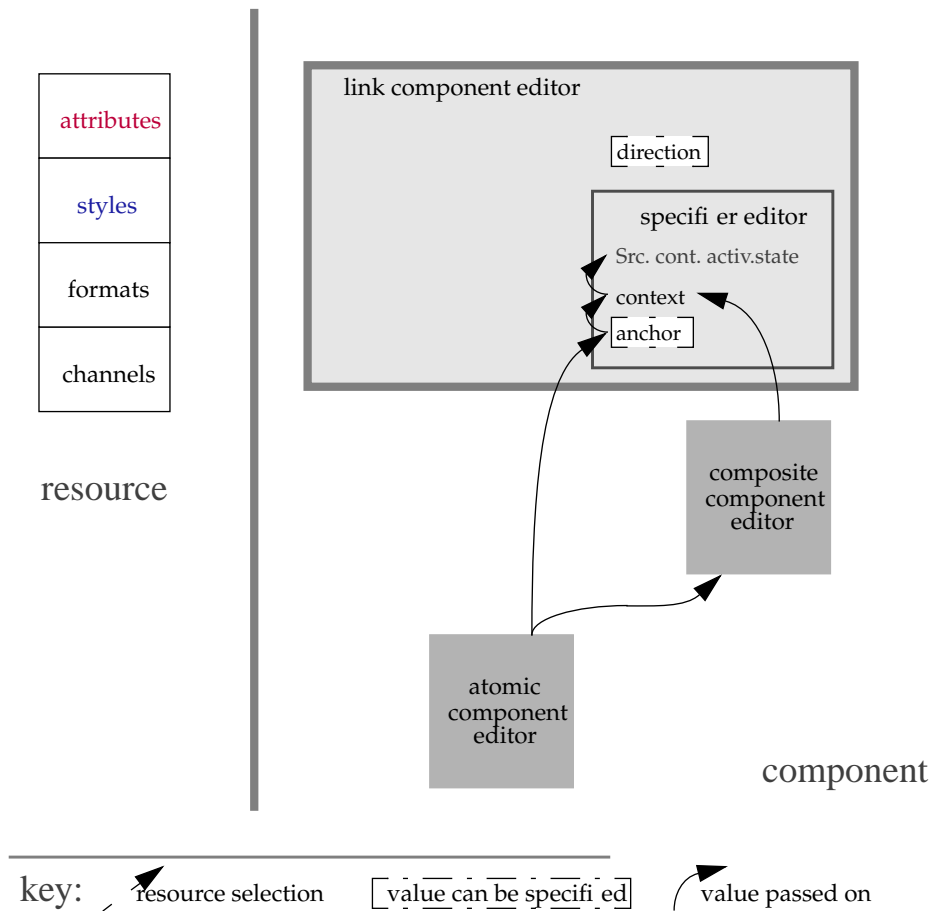 attributes
styles
formats
channels
resource
link component editor
direction
specifi er editor
Src. cont. activ.state
context
anchor
composite
component
editor
atomic
component
editor
component
key:
resource selection
value can be specifi ed
value passed on